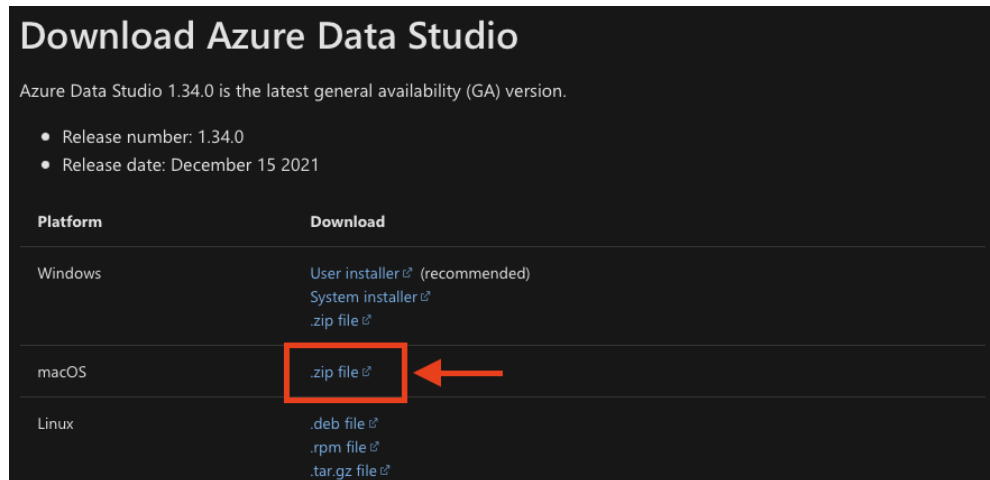 Download Azure Data Studio
Azure Data Studio 1.34.0 is the latest general availability (GA) version.
Release number: 1.34.0
Release date: December 15 2021
Platform Download
Windows User installer (recommended)
System installer
.zip file
macOS .zip file
Linux .deb file
.rpm file
.tar.gz file